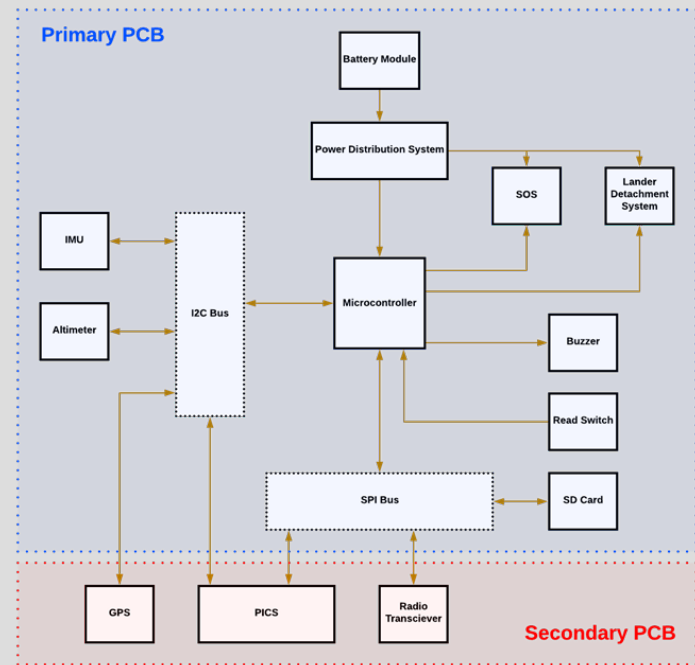 Primary PCB
Battery Module
Power Distribution System
SOS
Lander
Detachment
System
IMU
I2C Bus
Microcontroller
Altimeter
Buzzer
Read Switch
SPI Bus
SD Card
GPS
PICS
Radio
Transciever
Secondary PCB